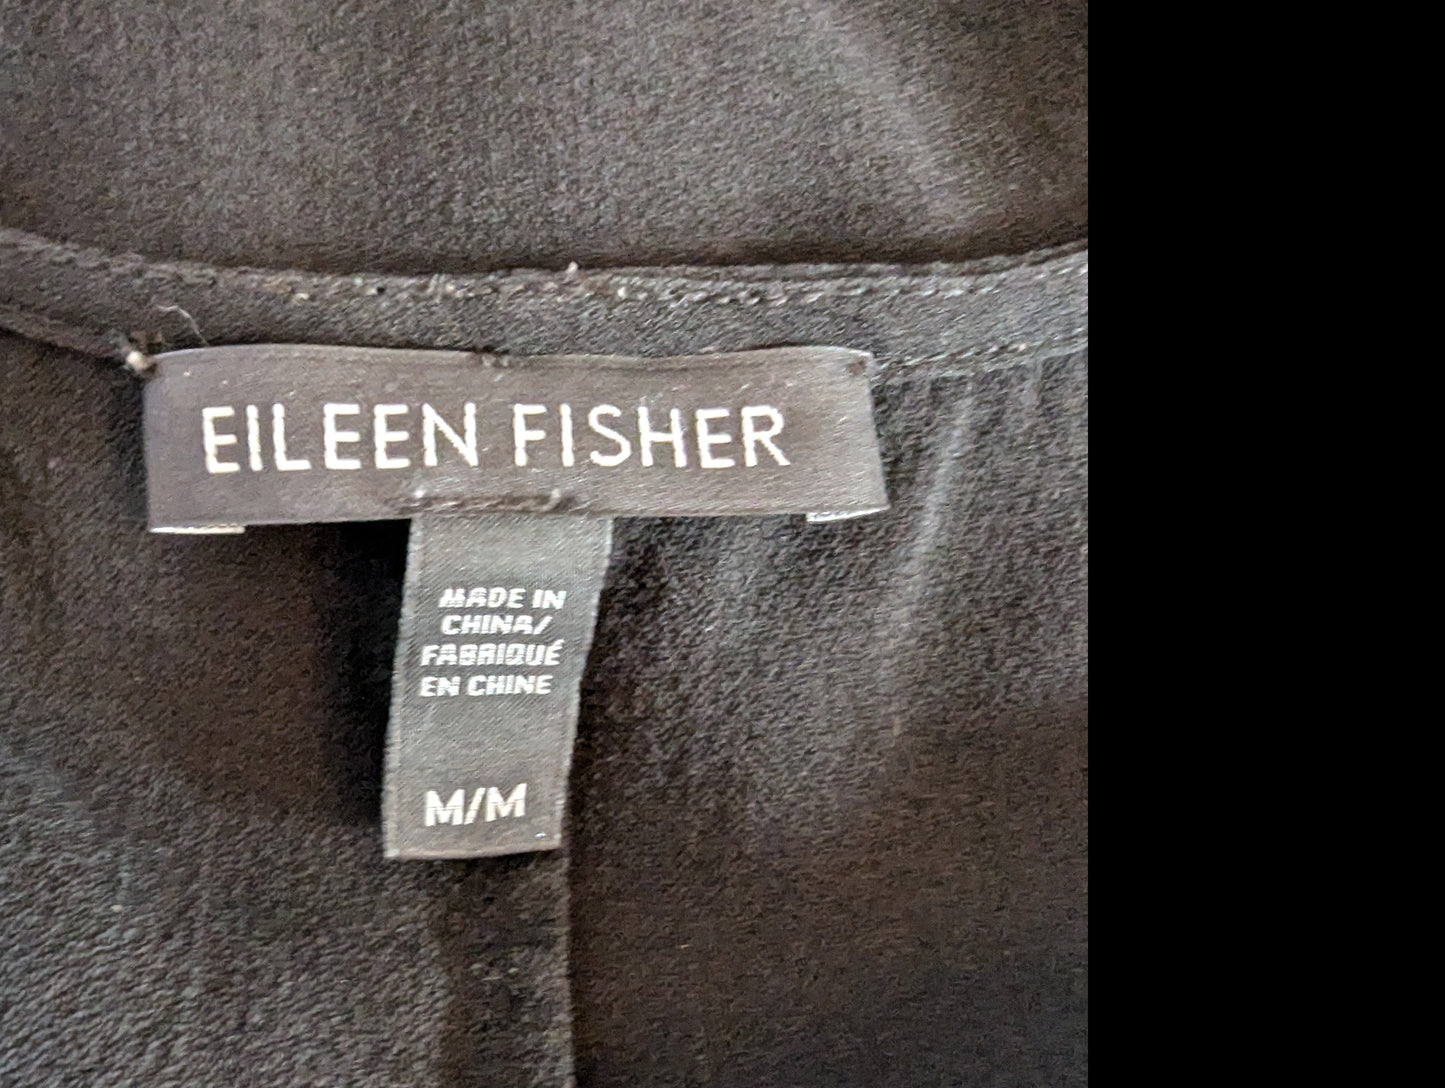 EILEEN FISHER
MADE IN
CHINA/
FABRIQUÉ
EN CHINE
M/M